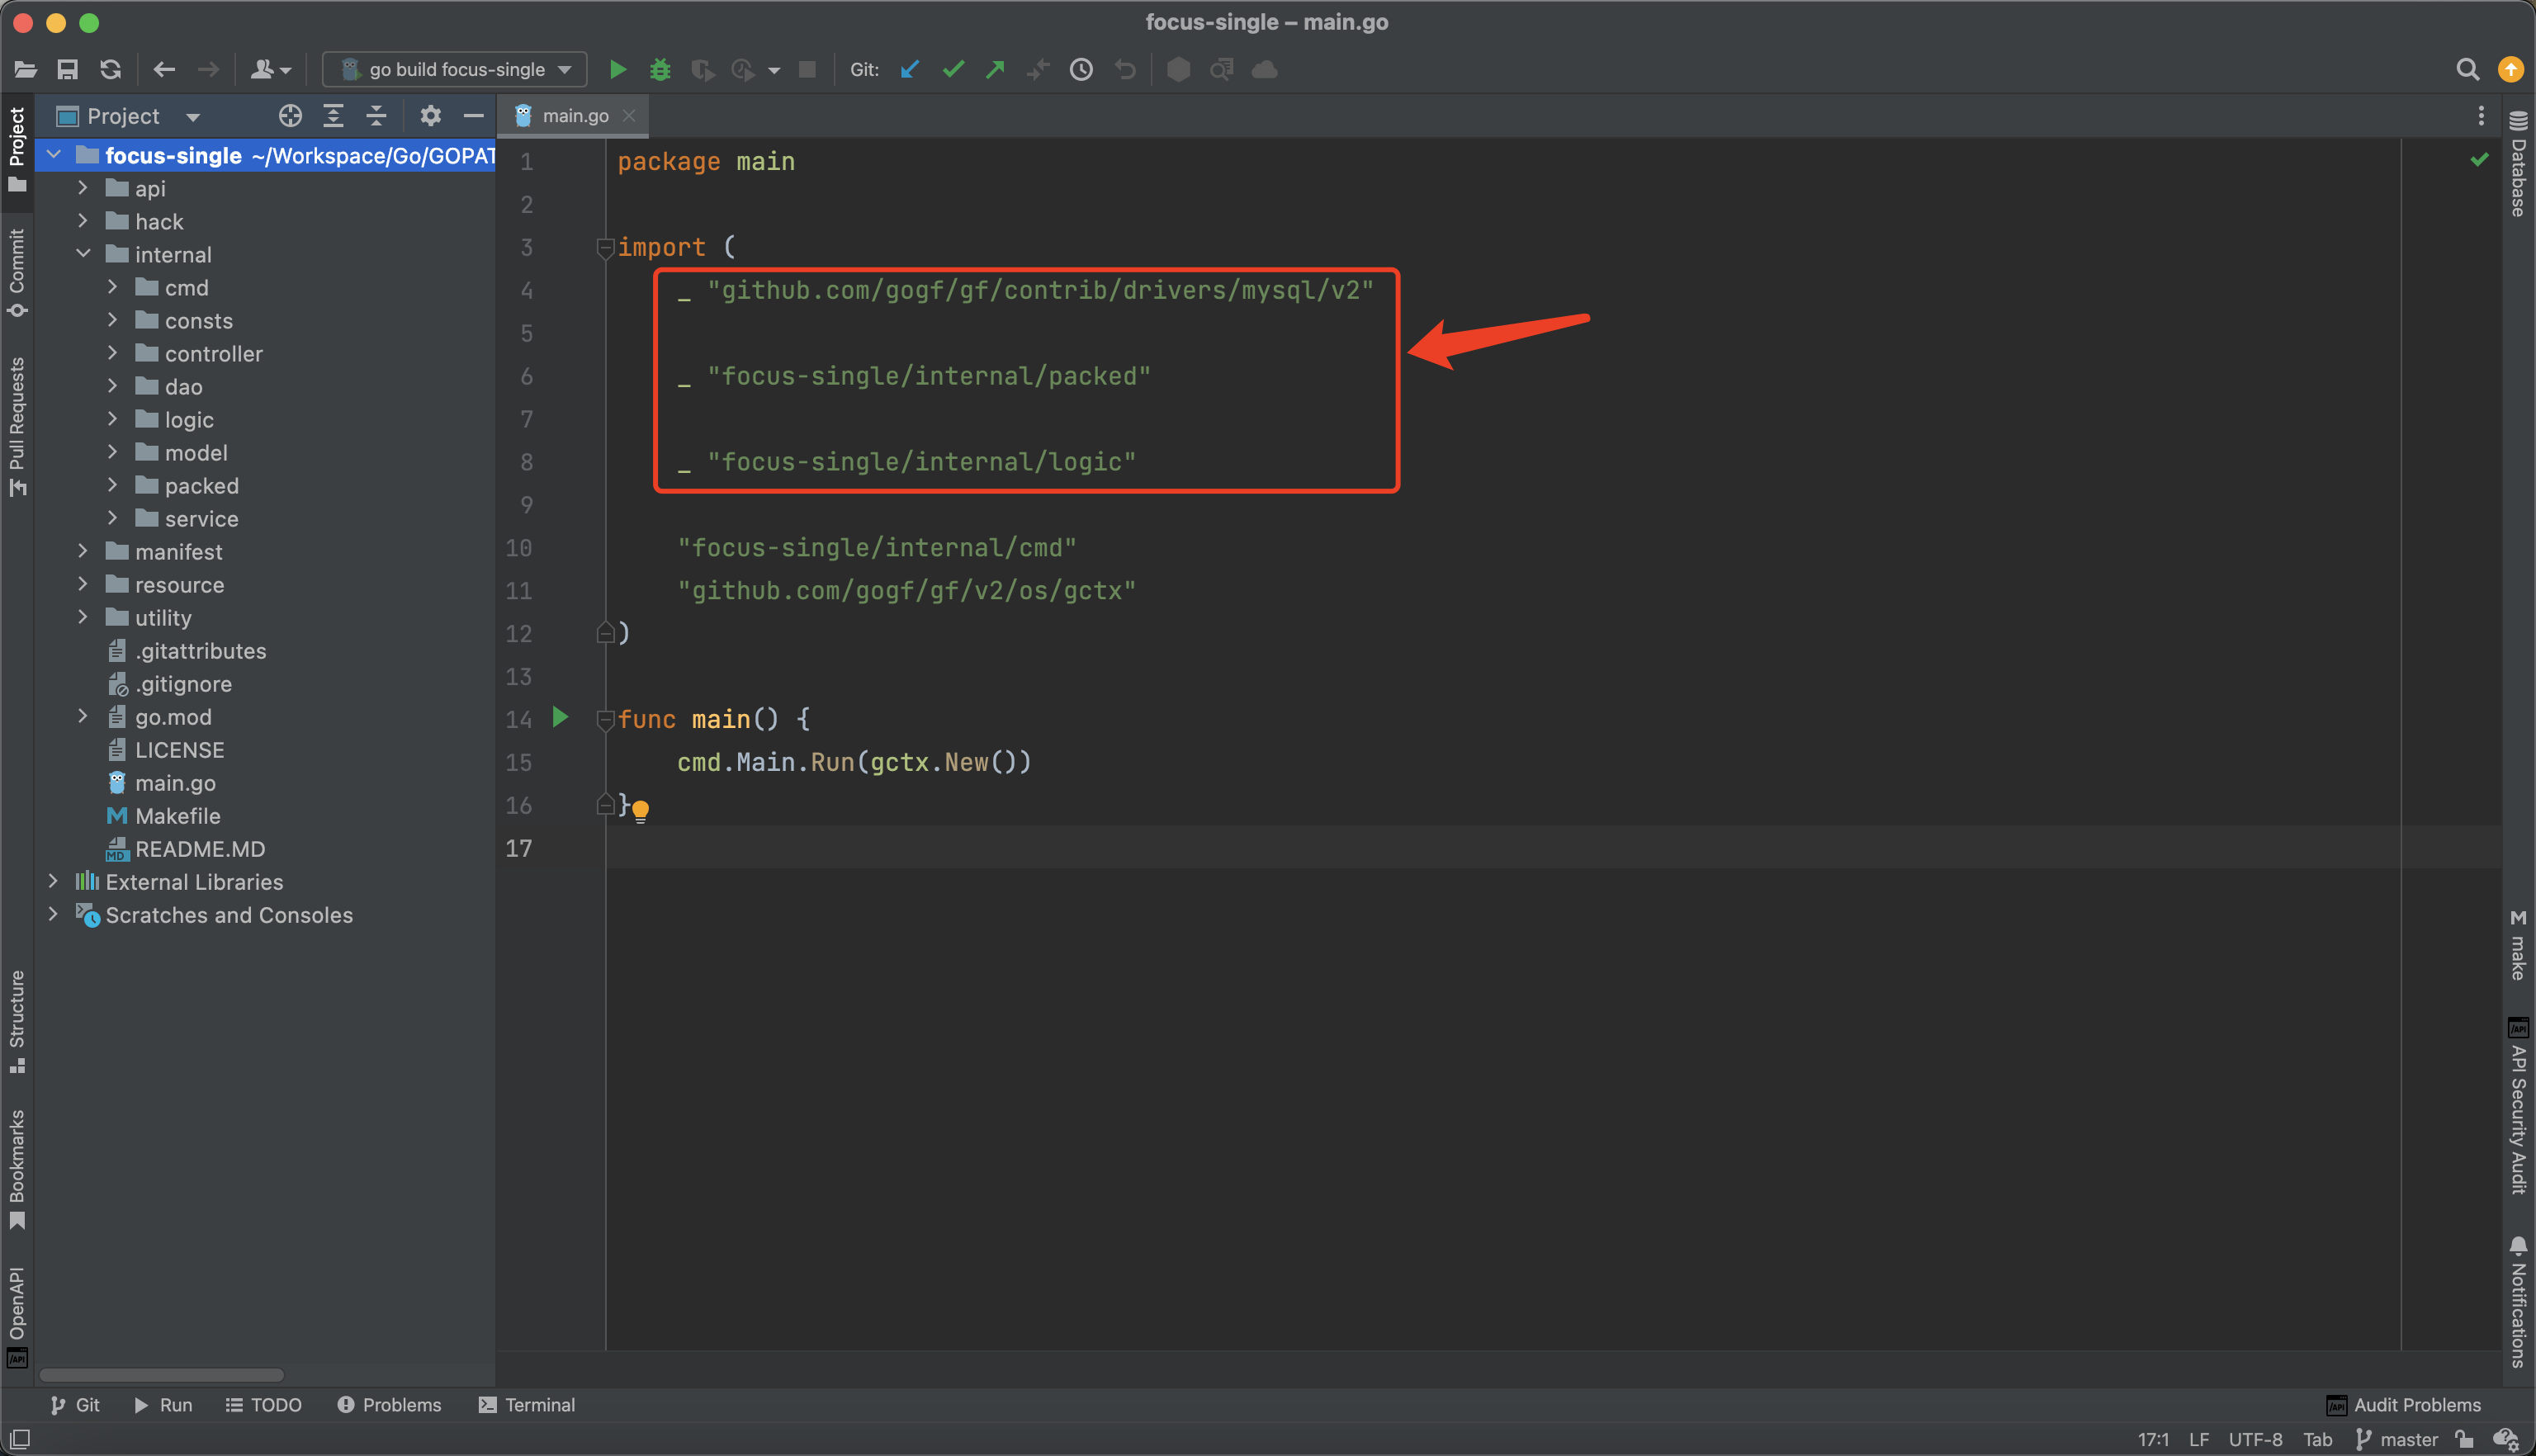 focus-single – main.go
go build focus-single
Git:
Project
main.go
Project
Commit
Pull Requests
Structure
Bookmarks
OpenAPI
/API
focus-single ~/Workspace/Go/GOPAT
api
hack
internal
cmd
consts
controller
dao
logic
model
packed
service
manifest
resource
utility
.gitattributes
.gitignore
go.mod
LICENSE
main.go
M Makefile
MD README.MD
External Libraries
Scratches and Consoles
1 package main
2
3 import (
4 _ "github.com/gogf/gf/contrib/drivers/mysql/v2"
5
6 _ "focus-single/internal/packed"
7
8 _ "focus-single/internal/logic"
9
10 "focus-single/internal/cmd"
11 "github.com/gogf/gf/v2/os/gctx"
12 )
13
14 func main() {
15 cmd.Main.Run(gctx.New())
16 }
17
Database
M make
/API API Security Audit
Notifications
Git
Run
TODO
Problems
Terminal
/API Audit Problems
17:1 LF UTF-8 Tab master